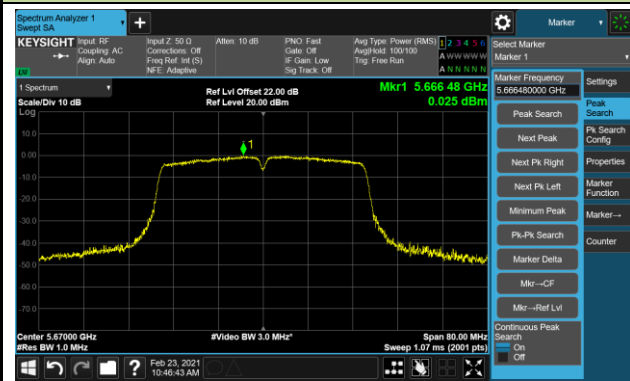 Spectrum Analyzer 1
Swept SA
+
Marker
KEYSIGHT
Input: RF
Coupling: AC
Align: Auto
Input Z: 50 Ω
Corrections: Off
Freq Ref: Int (S)
NFE: Adaptive
Atten: 10 dB
PNO: Fast
Gate: Off
IF Gain: Low
Sig Track: Off
Avg Type: Power (RMS)
Avg|Hold: 100/100
Trig: Free Run
1 2 3 4 5 6
A W W W W W
A N N N N N
LXI
Select Marker
Marker 1
1 Spectrum
Scale/Div 10 dB
Ref Lvl Offset 22.00 dB
Ref Level 20.00 dBm
Mkr1 5.666 48 GHz
0.025 dBm
Log
10.0
0.00
-10.0
-20.0
-30.0
-40.0
-50.0
-60.0
-70.0
1
Center 5.67000 GHz
#Res BW 1.0 MHz
#Video BW 3.0 MHz*
Span 80.00 MHz
Sweep 1.07 ms (2001 pts)
Marker Frequency
5.666480000 GHz
Peak Search
Next Peak
Next Pk Right
Next Pk Left
Minimum Peak
Pk-Pk Search
Marker Delta
Mkr→CF
Mkr→Ref Lvl
Continuous Peak
Search
On
Off
Settings
Peak
Search
Pk Search
Config
Properties
Marker
Function
Marker→
Counter
?
Feb 23, 2021
10:46:43 AM